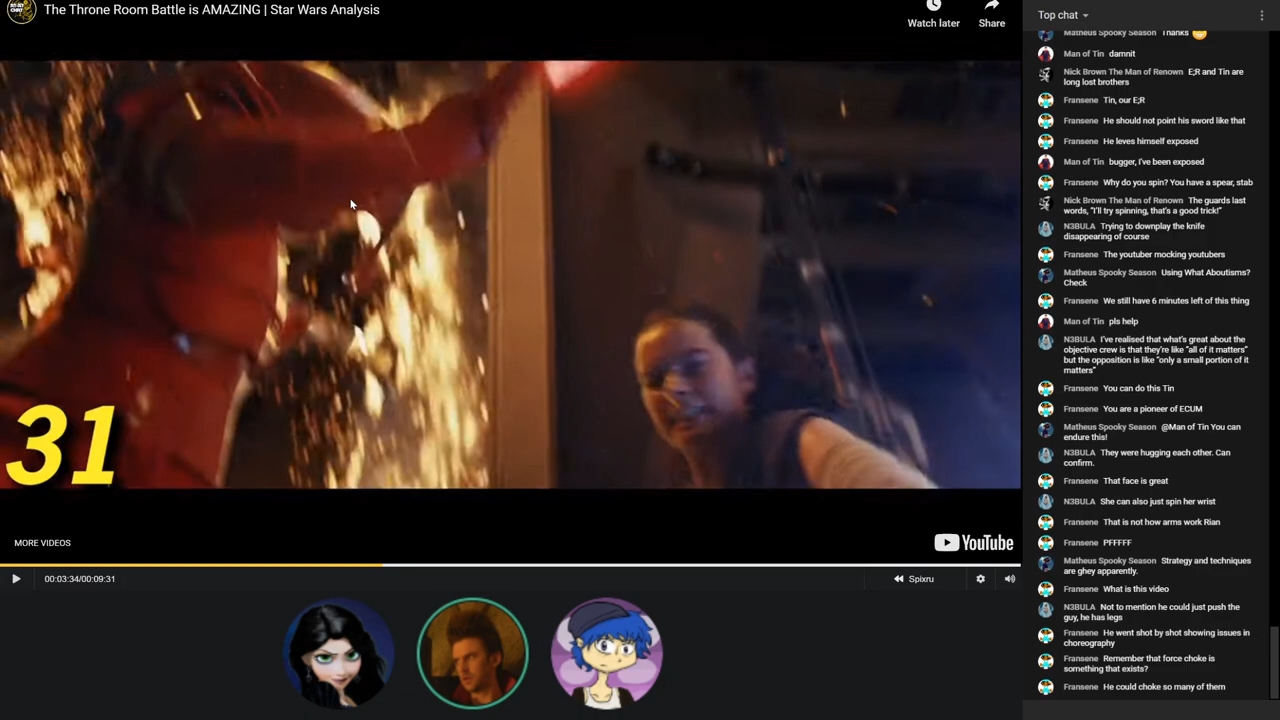 The Throne Room Battle is AMAZING | Star Wars Analysis
Watch later
Share
31
MORE VIDEOS
YouTube
00:03:34/00:09:31
Spixru
Top chat
Matheus Spooky Season Thanks
Man of Tin damnit
Nick Brown The Man of Renown E;R and Tin are
long lost brothers
Fransene Tin, our E;R
Fransene He should not point his sword like that
Fransene He leves himself exposed
Man of Tin bugger, I've been exposed
Fransene Why do you spin? You have a spear, stab
Nick Brown The Man of Renown The guards last
words, "I'll try spinning, that's a good trick!"
N3BULA Trying to downplay the knife
disappearing of course
Fransene The youtuber mocking youtubers
Matheus Spooky Season Using What Aboutisms?
Check
Fransene We still have 6 minutes left of this thing
Man of Tin pls help
N3BULA I've realised that what's great about the
objective crew is that they're like "all of it matters"
but the opposition is like "only a small portion of it
matters"
Fransene You can do this Tin
Fransene You are a pioneer of ECUM
Matheus Spooky Season @Man of Tin You can
endure this!
N3BULA They were hugging each other. Can
confirm.
Fransene That face is great
N3BULA She can also just spin her wrist
Fransene That is not how arms work Rian
Fransene PFFFFF
Matheus Spooky Season Strategy and techniques
are ghey apparently.
Fransene What is this video
N3BULA Not to mention he could just push the
guy, he has legs
Fransene He went shot by shot showing issues in
choreography
Fransene Remember that force choke is
something that exists?
Fransene He could choke so many of them